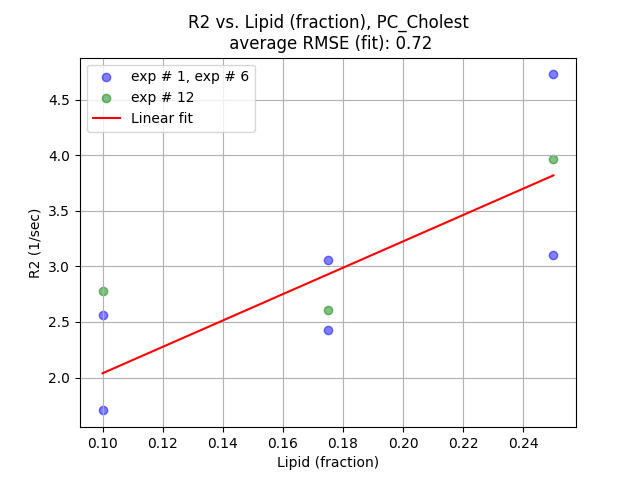 R2 vs. Lipid (fraction), PC_Cholest
average RMSE (fit): 0.72
exp # 1, exp # 6
exp # 12
Linear fit
R2 (1/sec)
4.5
4.0
3.5
3.0
2.5
2.0
0.10 0.12 0.14 0.16 0.18 0.20 0.22 0.24
Lipid (fraction)